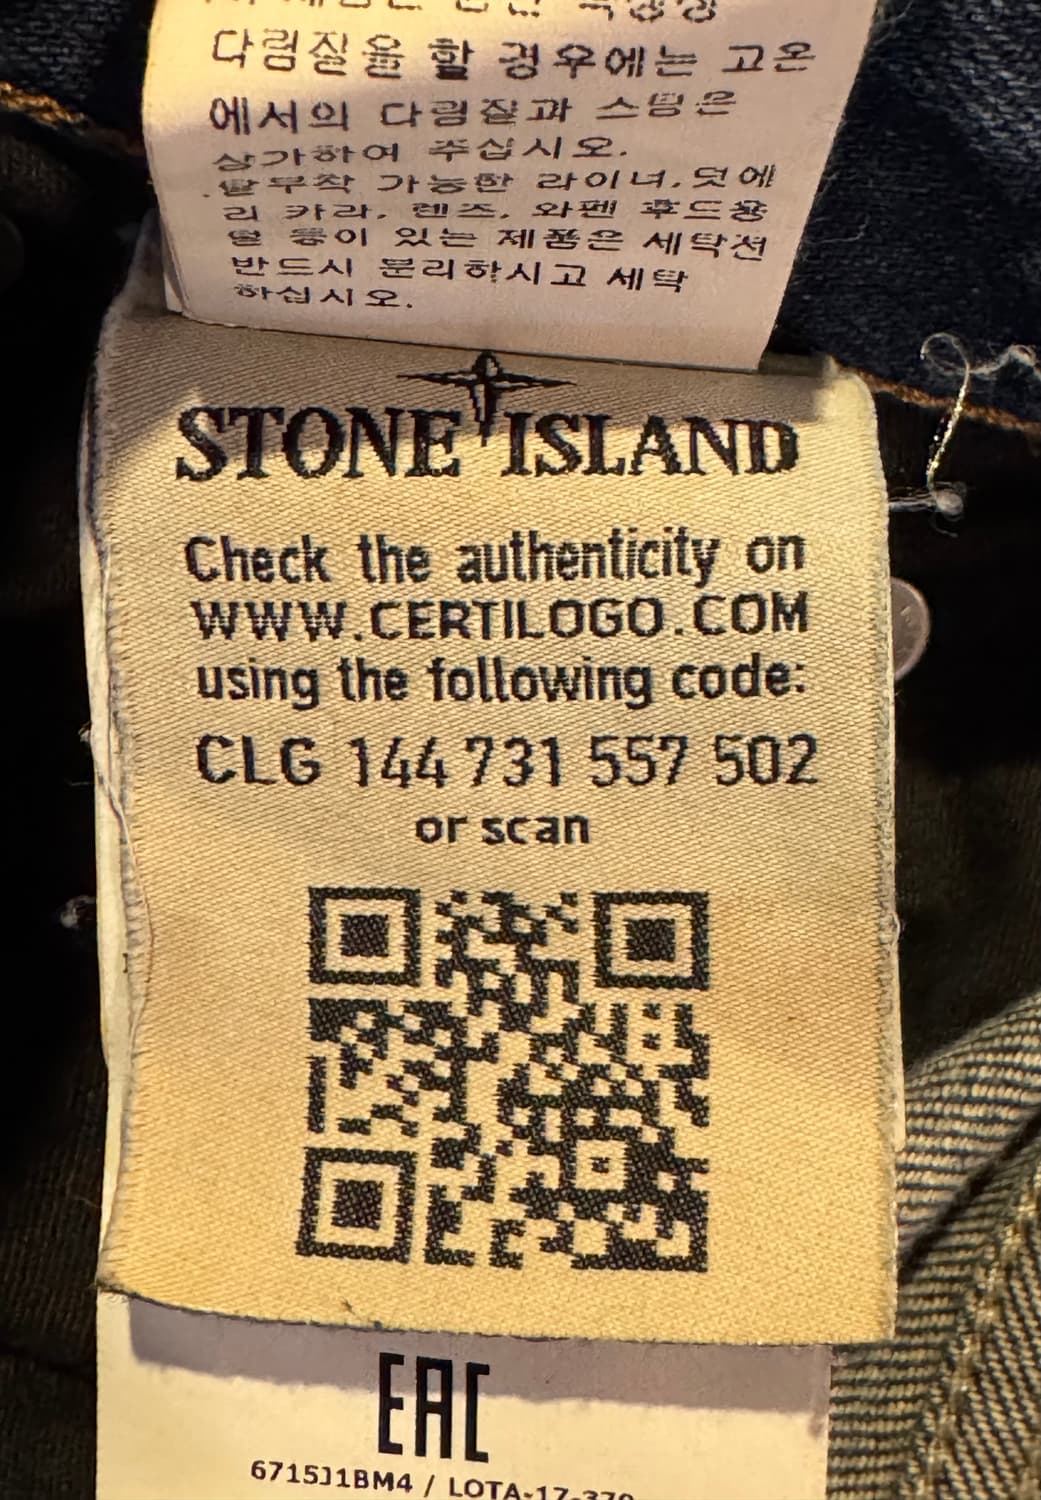 다림질을 할 경우에는 고온
에서의 다림질과 스팀은
삼가하여 주십시오.
.탈부착 가능한 라이너,덧에
리 카라, 렌즈, 와펜 후드용
털 등이 있는 제품은 세탁전
반드시 분리하시고 세탁
하십시오.
STONE ISLAND
Check the authenticity on
WWW.CERTILOGO.COM
using the following code:
CLG 144 731 557 502
or scan
EAC
6715J1BM4 / LOTA-17-370